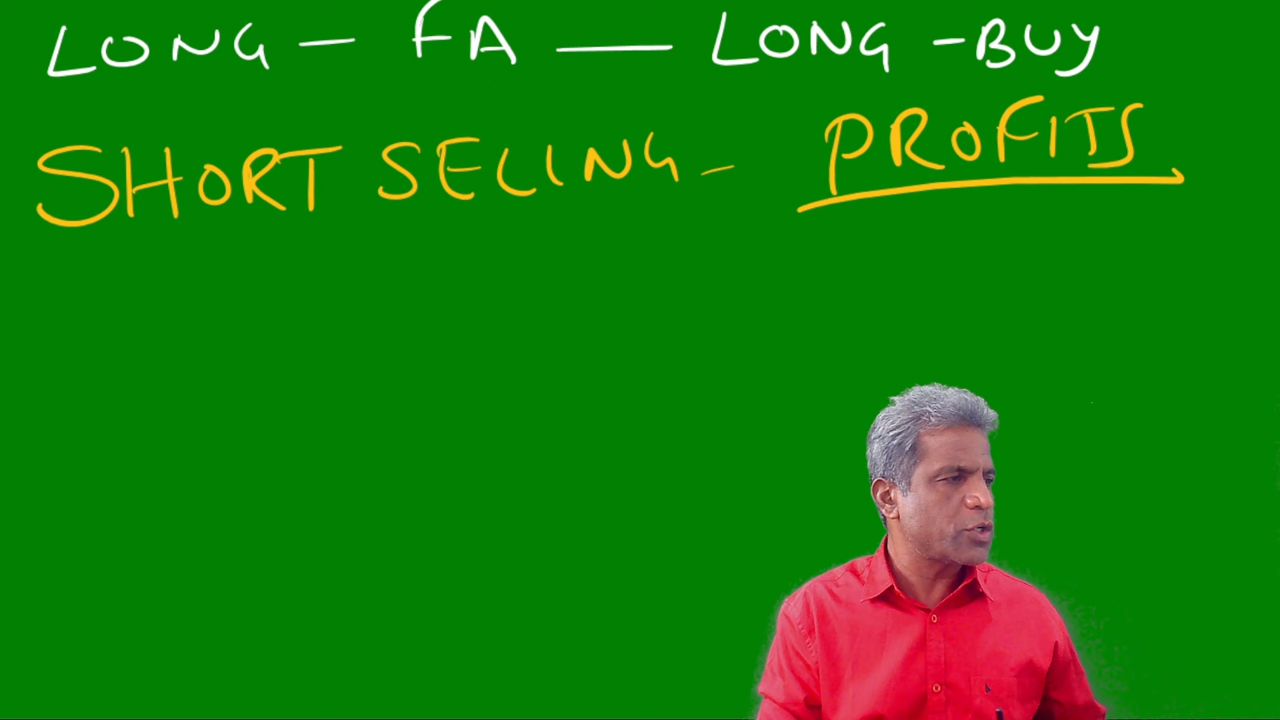 LONG - FA — LONG - BUY
SHORT SELING - PROFITS